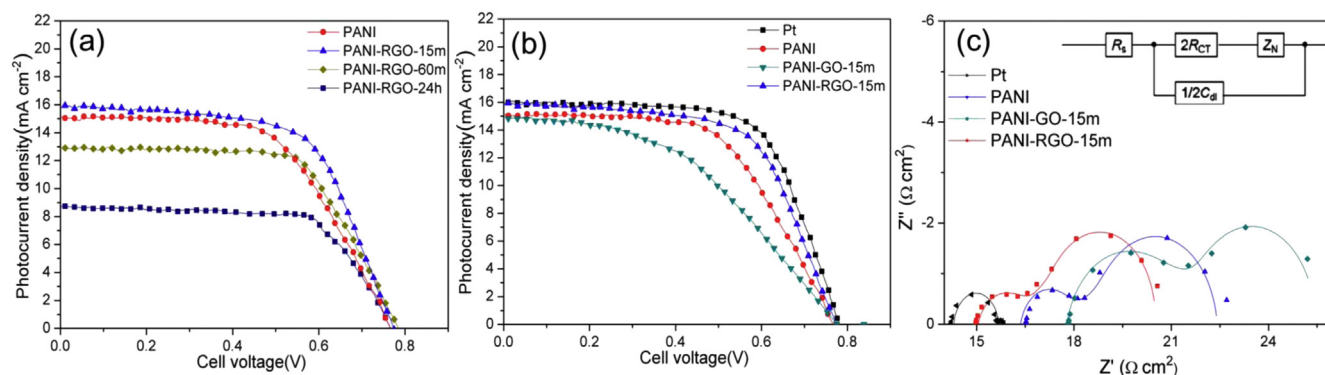 (a)
PANI
PANI-RGO-15m
PANI-RGO-60m
PANI-RGO-24h
Photocurrent density(mA cm-2)
22
20
18
16
14
12
10
8
6
4
2
0
0.0 0.2 0.4 0.6 0.8
Cell voltage(V)
(b)
Pt
PANI
PANI-GO-15m
PANI-RGO-15m
Photocurrent density(mA cm-2)
22
20
18
16
14
12
10
8
6
4
2
0
0.0 0.2 0.4 0.6 0.8
Cell voltage(V)
(c)
Rs 2RCT ZN
1/2Cdl
Pt
PANI
PANI-GO-15m
PANI-RGO-15m
Z'' (Ω cm2)
-6
-4
-2
0
15 18 21 24
Z' (Ω cm2)